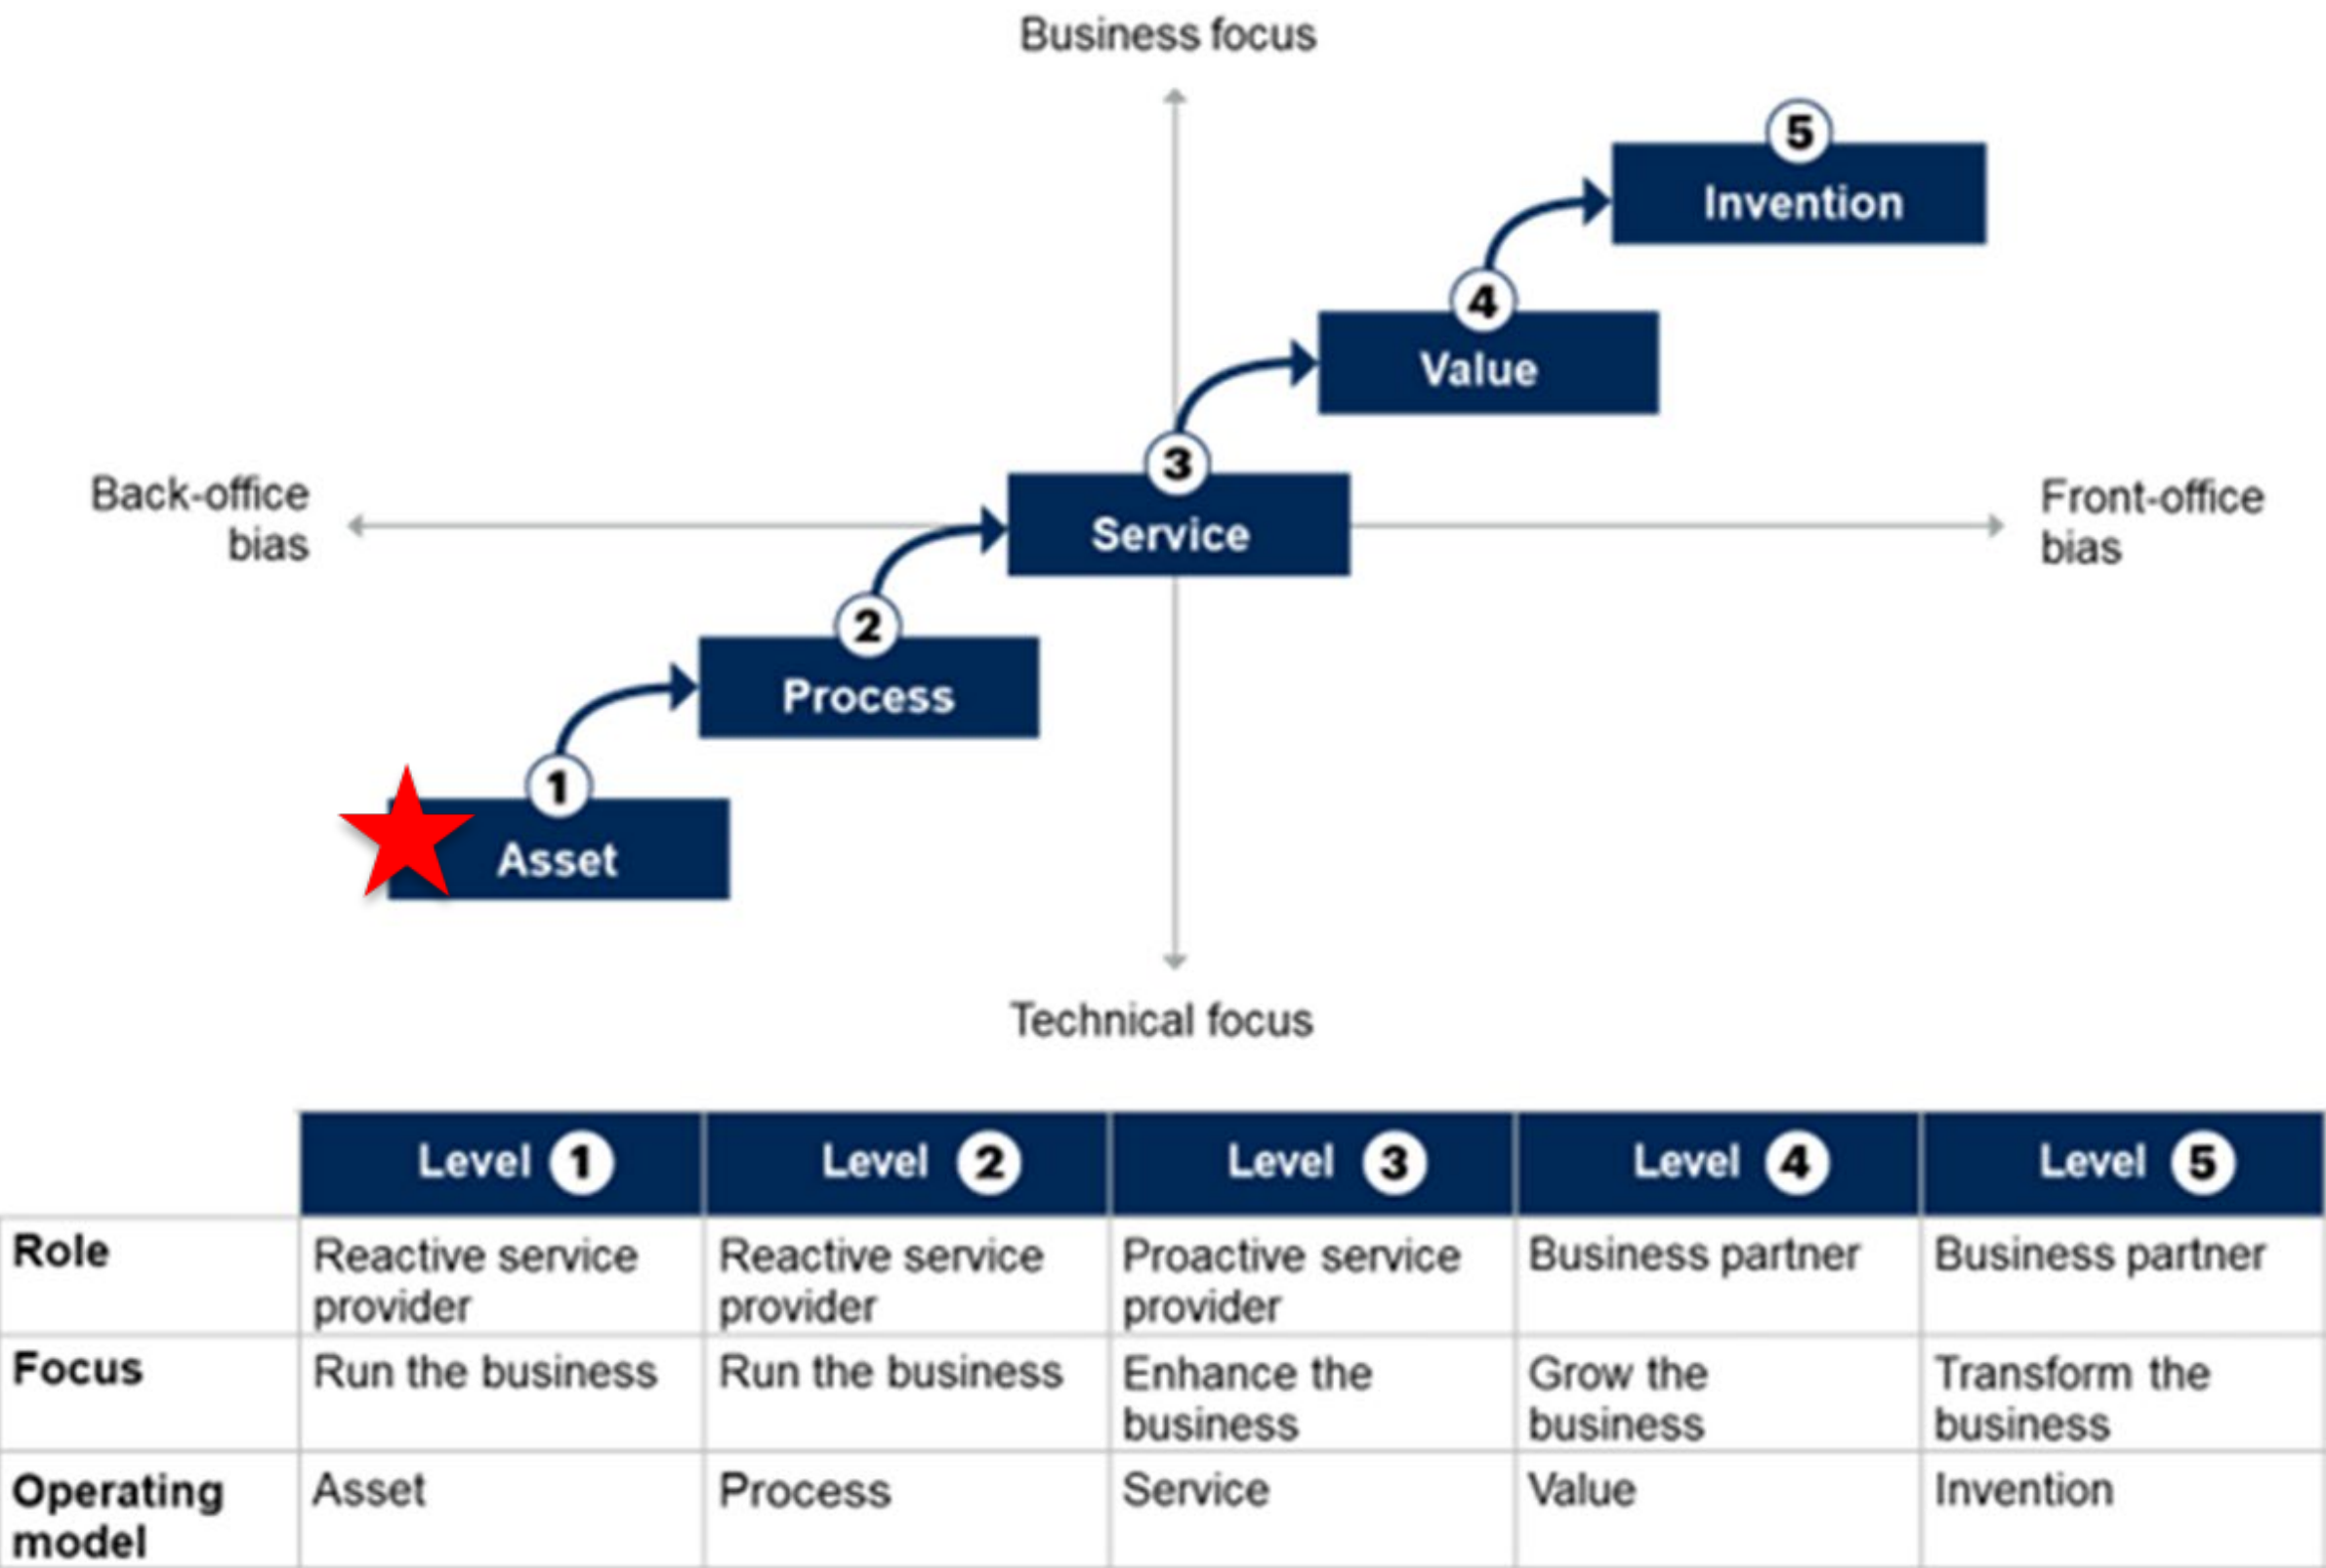 Business focus
5
Invention
4
Value
Back-office
bias
3
Service
Front-office
bias
2
Process
1
Asset
Technical focus
Level 1 Level 2 Level 3 Level 4 Level 5
Role
Reactive service
provider
Reactive service
provider
Proactive service
provider
Business partner
Business partner
Focus
Run the business
Run the business
Enhance the
business
Grow the
business
Transform the
business
Operating
model
Asset
Process
Service
Value
Invention